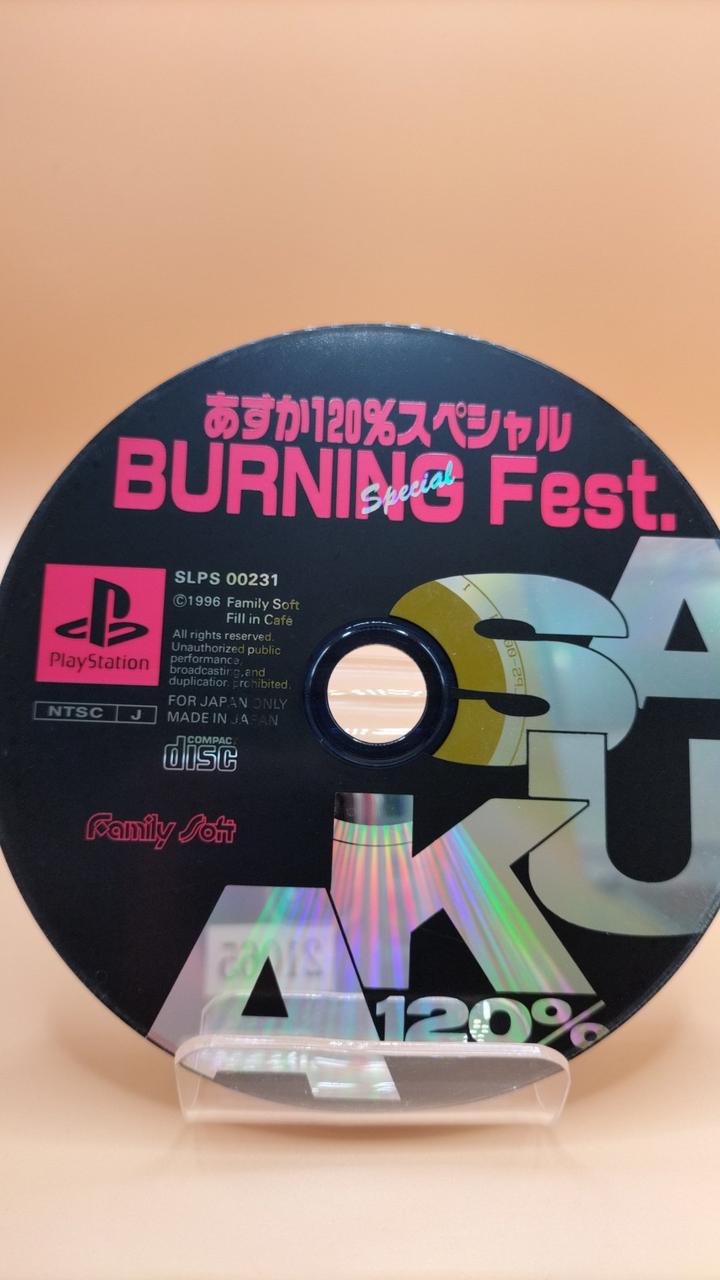 あすか120%スペシャル
BURNING Fest.
Special
SLPS 00231
©1996 Family Soft
Fill in Café
All rights reserved.
Unauthorized public
performance,
broadcasting,and
duplication prohibited.
FOR JAPAN ONLY
MADE IN JAPAN
PlayStation
NTSC J
COMPACT
disc
Family Soft
ASUKA
120%
21065